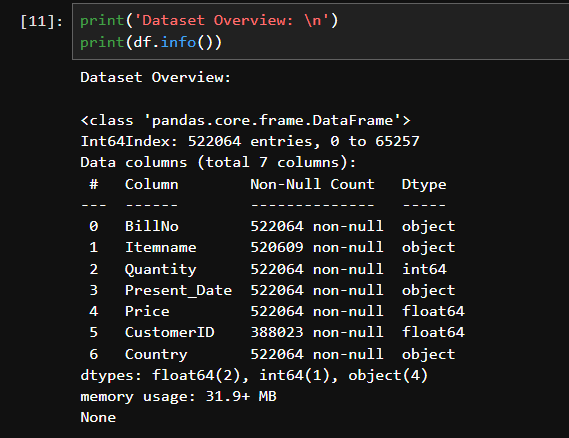 [11]: print('Dataset Overview: \n')
print(df.info())
Dataset Overview:
<class 'pandas.core.frame.DataFrame'>
Int64Index: 522064 entries, 0 to 65257
Data columns (total 7 columns):
 #   Column        Non-Null Count   Dtype
---  ------        --------------   -----
 0   BillNo        522064 non-null  object
 1   Itemname      520609 non-null  object
 2   Quantity      522064 non-null  int64
 3   Present_Date  522064 non-null  object
 4   Price         522064 non-null  float64
 5   CustomerID    388023 non-null  float64
 6   Country       522064 non-null  object
dtypes: float64(2), int64(1), object(4)
memory usage: 31.9+ MB
None